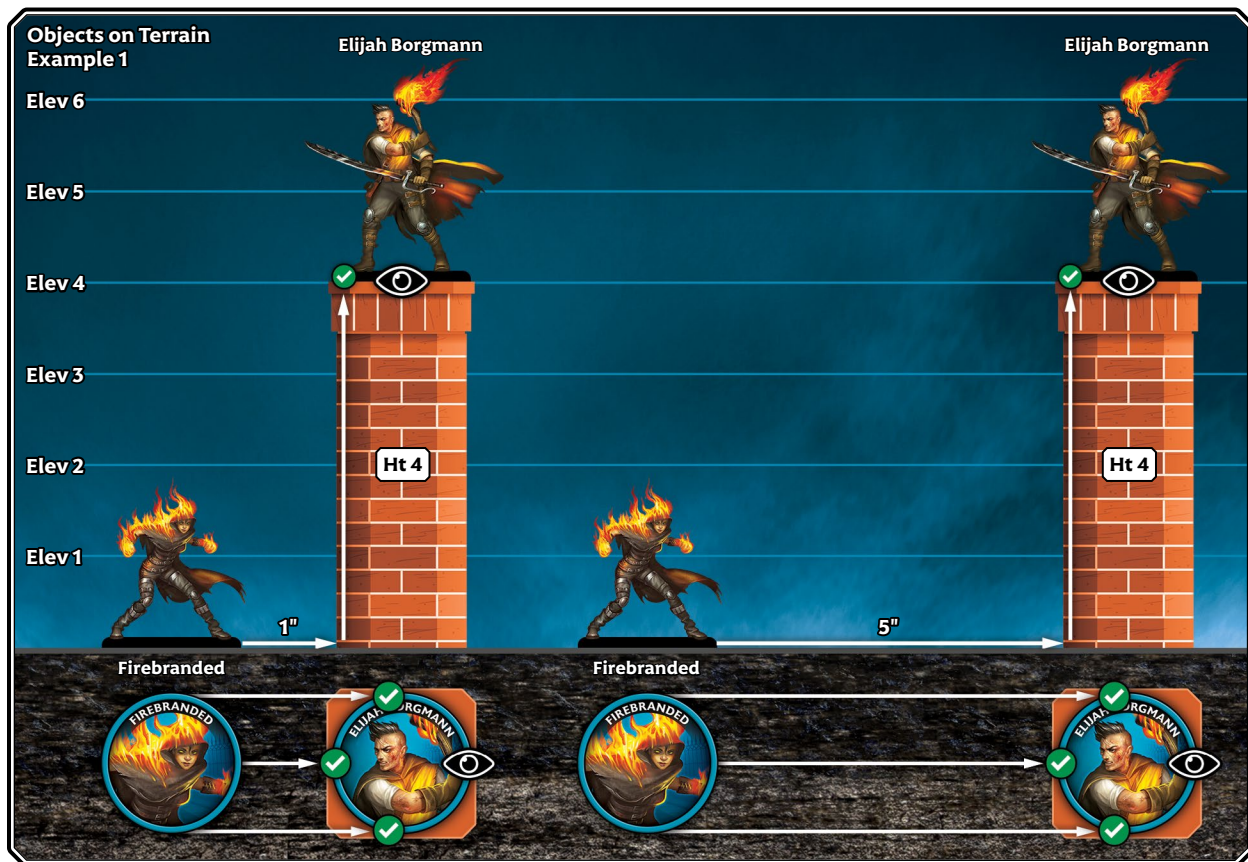 Objects on Terrain
Example 1
Elijah Borgmann
Elijah Borgmann
Elev 6
Elev 5
Elev 4
Elev 3
Elev 2
Ht 4
Ht 4
Elev 1
1"
5"
Firebranded
Firebranded
FIREBRANDED
ELIJAH BORGMANN
FIREBRANDED
ELIJAH BORGMANN